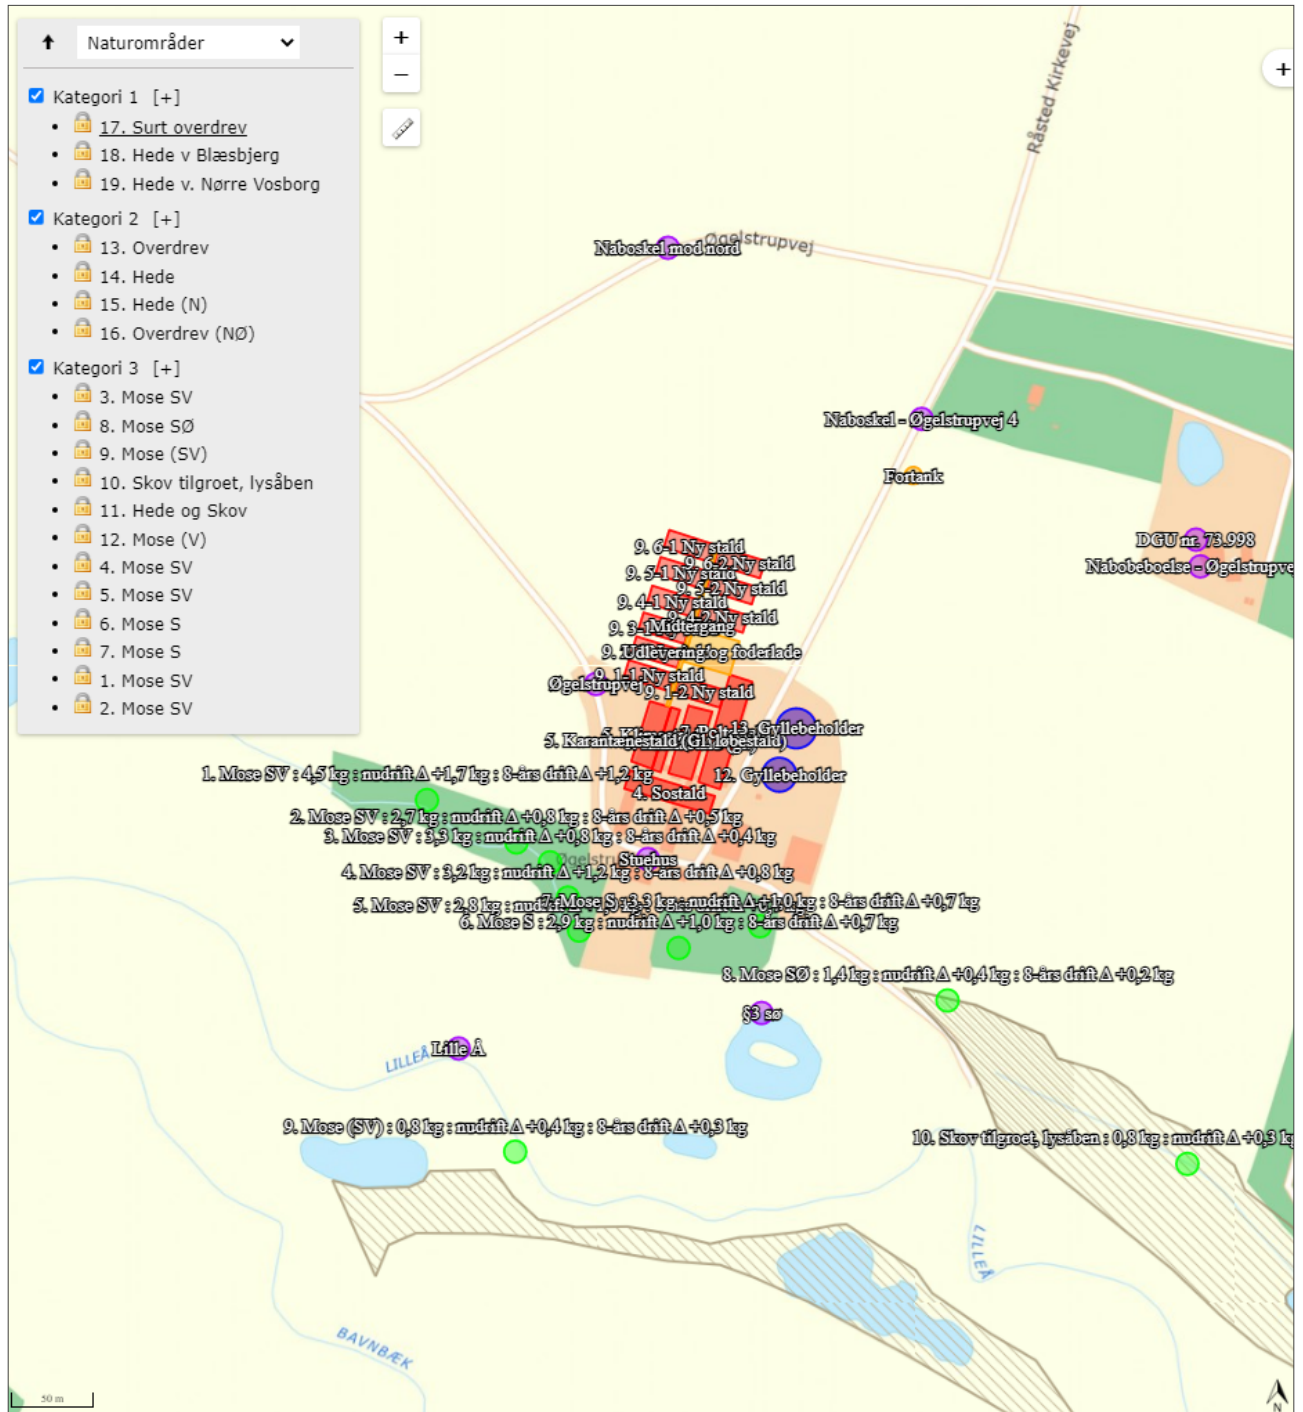 Naturområder
Kategori 1 [+]
17. Surt overdrev
18. Hede v Blæsbjerg
19. Hede v. Nørre Vosborg
Kategori 2 [+]
13. Overdrev
14. Hede
15. Hede (N)
16. Overdrev (NØ)
Kategori 3 [+]
3. Mose SV
8. Mose SØ
9. Mose (SV)
10. Skov tilgroet, lysåben
11. Hede og Skov
12. Mose (V)
4. Mose SV
5. Mose SV
6. Mose S
7. Mose S
1. Mose SV
2. Mose SV
+
−
+
Råsted Kirkevej
Øgelstrupvej
Naboskel mod nord
Naboskel - Øgelstrupvej 4
Fortank
DGU nr. 73.998
Nabobeboelse - Øgelstrupve
9. 6-1 Ny stald
9. 6-2 Ny stald
9. 5-1 Ny stald
9. 5-2 Ny stald
9. 4-1 Ny stald
9. 4-2 Ny stald
9. 3-1
Midtergang
Udlevering og foderlade
9. 1-1 Ny stald
Øgelstrupvej
9. 1-2 Ny stald
13. Gyllebeholder
5. Karantænestald (Gl. løbestald)
12. Gyllebeholder
4. Sostald
1. Mose SV : 4,5 kg : nudrift Δ +1,7 kg : 8-års drift Δ +1,2 kg
2. Mose SV : 2,7 kg : nudrift Δ +0,8 kg : 8-års drift Δ +0,5 kg
3. Mose SV : 3,3 kg : nudrift Δ +0,8 kg : 8-års drift Δ +0,4 kg
Øgelstru
Stuehus
4. Mose SV : 3,2 kg : nudrift Δ +1,2 kg : 8-års drift Δ +0,8 kg
5. Mose SV : 2,8 kg :
7. Mose S : 3,3 kg : nudrift Δ +1,0 kg : 8-års drift Δ +0,7 kg
6. Mose S : 2,9 kg : nudrift Δ +1,0 kg : 8-års drift Δ +0,7 kg
8. Mose SØ : 1,4 kg : nudrift Δ +0,4 kg : 8-års drift Δ +0,2 kg
§3 sø
LILLEÅ
Lille Å
9. Mose (SV) : 0,8 kg : nudrift Δ +0,4 kg : 8-års drift Δ +0,3 kg
10. Skov tilgroet, lysåben : 0,8 kg : nudrift Δ +0,3 kg
LILLEÅ
BAVNBÆK
50 m
N